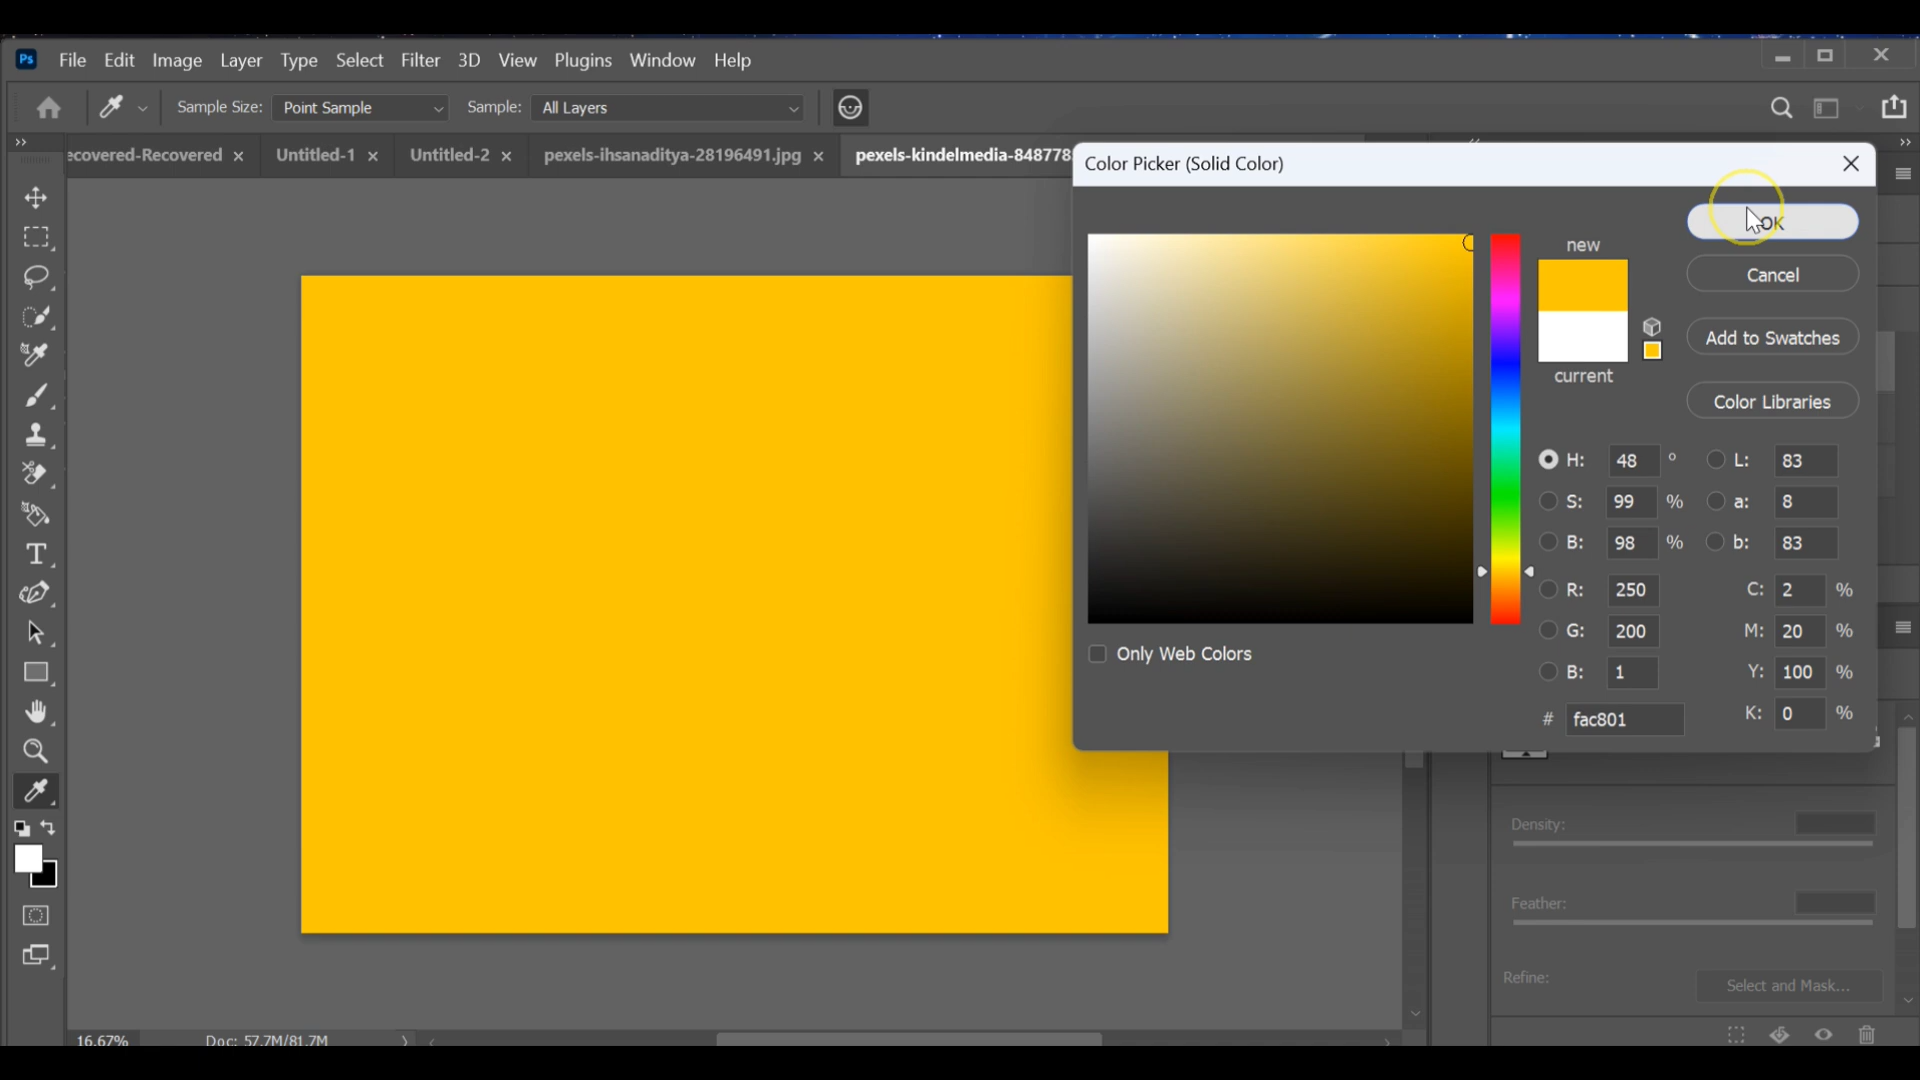 Ps File Edit Image Layer Type Select Filter 3D View Plugins Window Help
Sample Size: Point Sample Sample: All Layers
ecovered-Recovered × Untitled-1 × Untitled-2 × pexels-ihsanaditya-28196491.jpg × pexels-kindelmedia-848778
Color Picker (Solid Color)
OK
new
Cancel
Add to Swatches
current
Color Libraries
H: 48 ° L: 83
S: 99 % a: 8
B: 98 % b: 83
R: 250 C: 2 %
G: 200 M: 20 %
Only Web Colors
B: 1 Y: 100 %
# fac801 K: 0 %
Density:
Feather:
Refine: Select and Mask...
16.67% Doc: 57.7M/81.7M